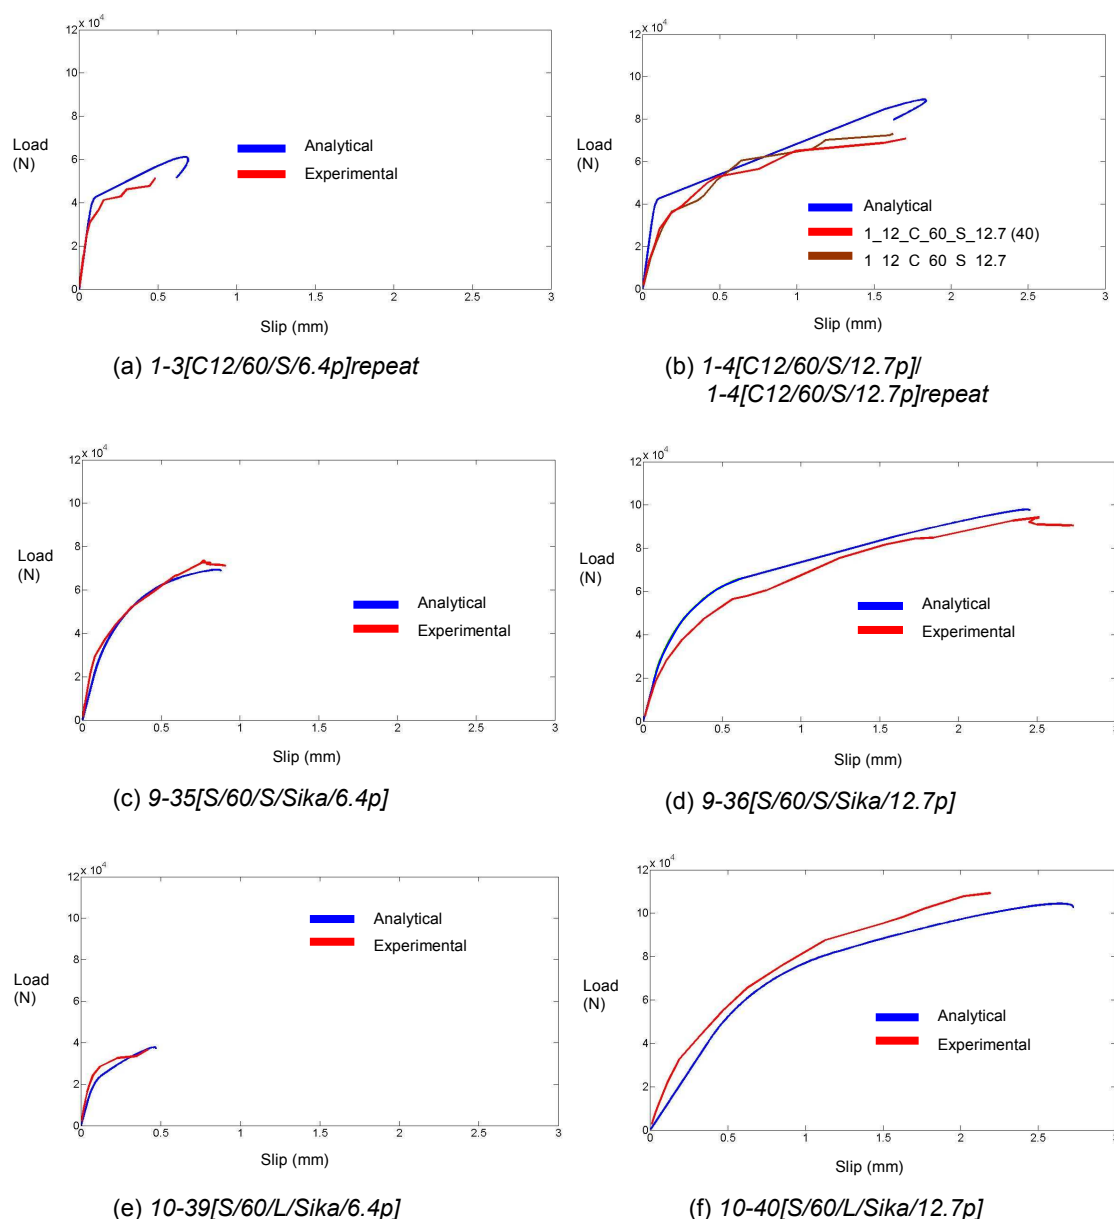 12 x 10⁴
10
8
6
4
2
0
Load
(N)
Analytical
Experimental
0 0.5 1 1.5 2 2.5 3
Slip (mm)
(a) 1-3[C12/60/S/6.4p]repeat
12 x 10⁴
10
8
6
4
2
0
Load
(N)
Analytical
1_12_C_60_S_12.7 (40)
1 12 C 60 S 12.7
0 0.5 1 1.5 2 2.5 3
Slip (mm)
(b) 1-4[C12/60/S/12.7p]/
1-4[C12/60/S/12.7p]repeat
12 x 10⁴
10
8
6
4
2
0
Load
(N)
Analytical
Experimental
0 0.5 1 1.5 2 2.5 3
Slip (mm)
(c) 9-35[S/60/S/Sika/6.4p]
12 x 10⁴
10
8
6
4
2
0
Load
(N)
Analytical
Experimental
0 0.5 1 1.5 2 2.5 3
Slip (mm)
(d) 9-36[S/60/S/Sika/12.7p]
12 x 10⁴
10
8
6
4
2
0
Load
(N)
Analytical
Experimental
0 0.5 1 1.5 2 2.5 3
Slip (mm)
(e) 10-39[S/60/L/Sika/6.4p]
12 x 10⁴
10
8
6
4
2
0
Load
(N)
Analytical
Experimental
0 0.5 1 1.5 2 2.5 3
Slip (mm)
(f) 10-40[S/60/L/Sika/12.7p]